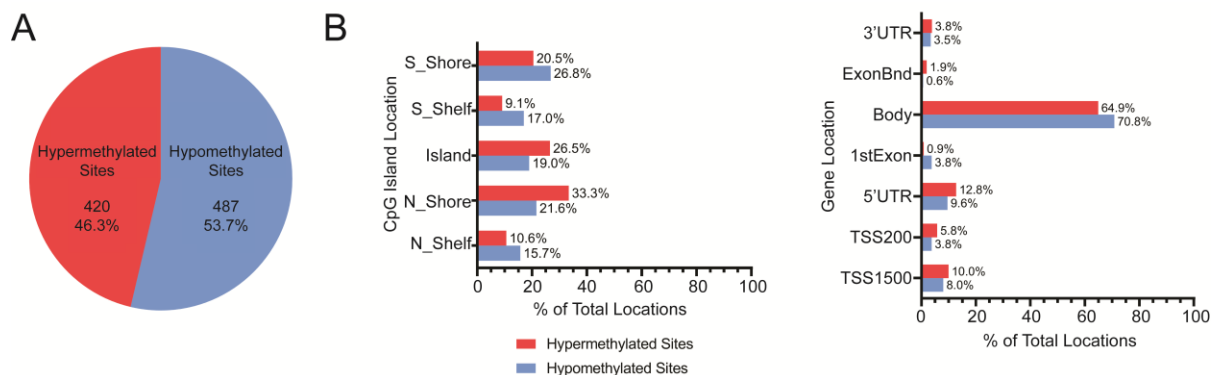 A
Hypermethylated
Sites
420
46.3%
Hypomethylated
Sites
487
53.7%
B
CpG Island Location
S_Shore
20.5%
26.8%
S_Shelf
9.1%
17.0%
Island
26.5%
19.0%
N_Shore
33.3%
21.6%
N_Shelf
10.6%
15.7%
0 20 40 60 80 100
% of Total Locations
Hypermethylated Sites
Hypomethylated Sites
Gene Location
3'UTR
3.8%
3.5%
ExonBnd
1.9%
0.6%
Body
64.9%
70.8%
1stExon
0.9%
3.8%
5'UTR
12.8%
9.6%
TSS200
5.8%
3.8%
TSS1500
10.0%
8.0%
0 20 40 60 80 100
% of Total Locations